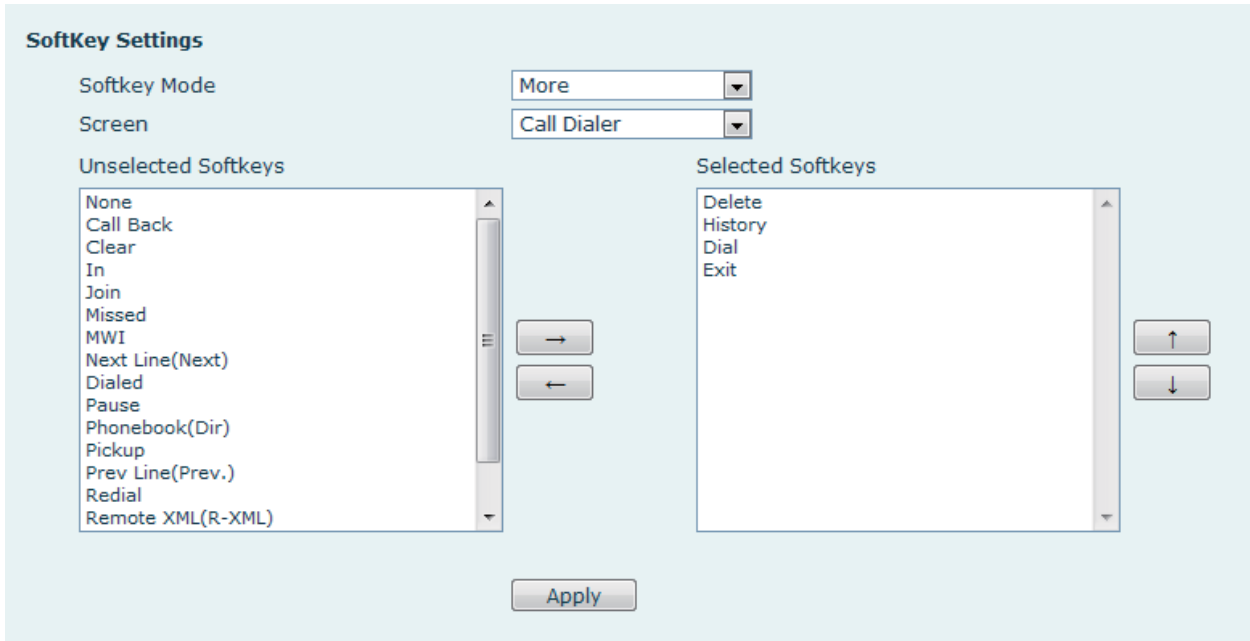 SoftKey Settings
Softkey Mode More
Screen Call Dialer
Unselected Softkeys
None
Call Back
Clear
In
Join
Missed
MWI
Next Line(Next)
Dialed
Pause
Phonebook(Dir)
Pickup
Prev Line(Prev.)
Redial
Remote XML(R-XML)
→
←
Selected Softkeys
Delete
History
Dial
Exit
↑
↓
Apply